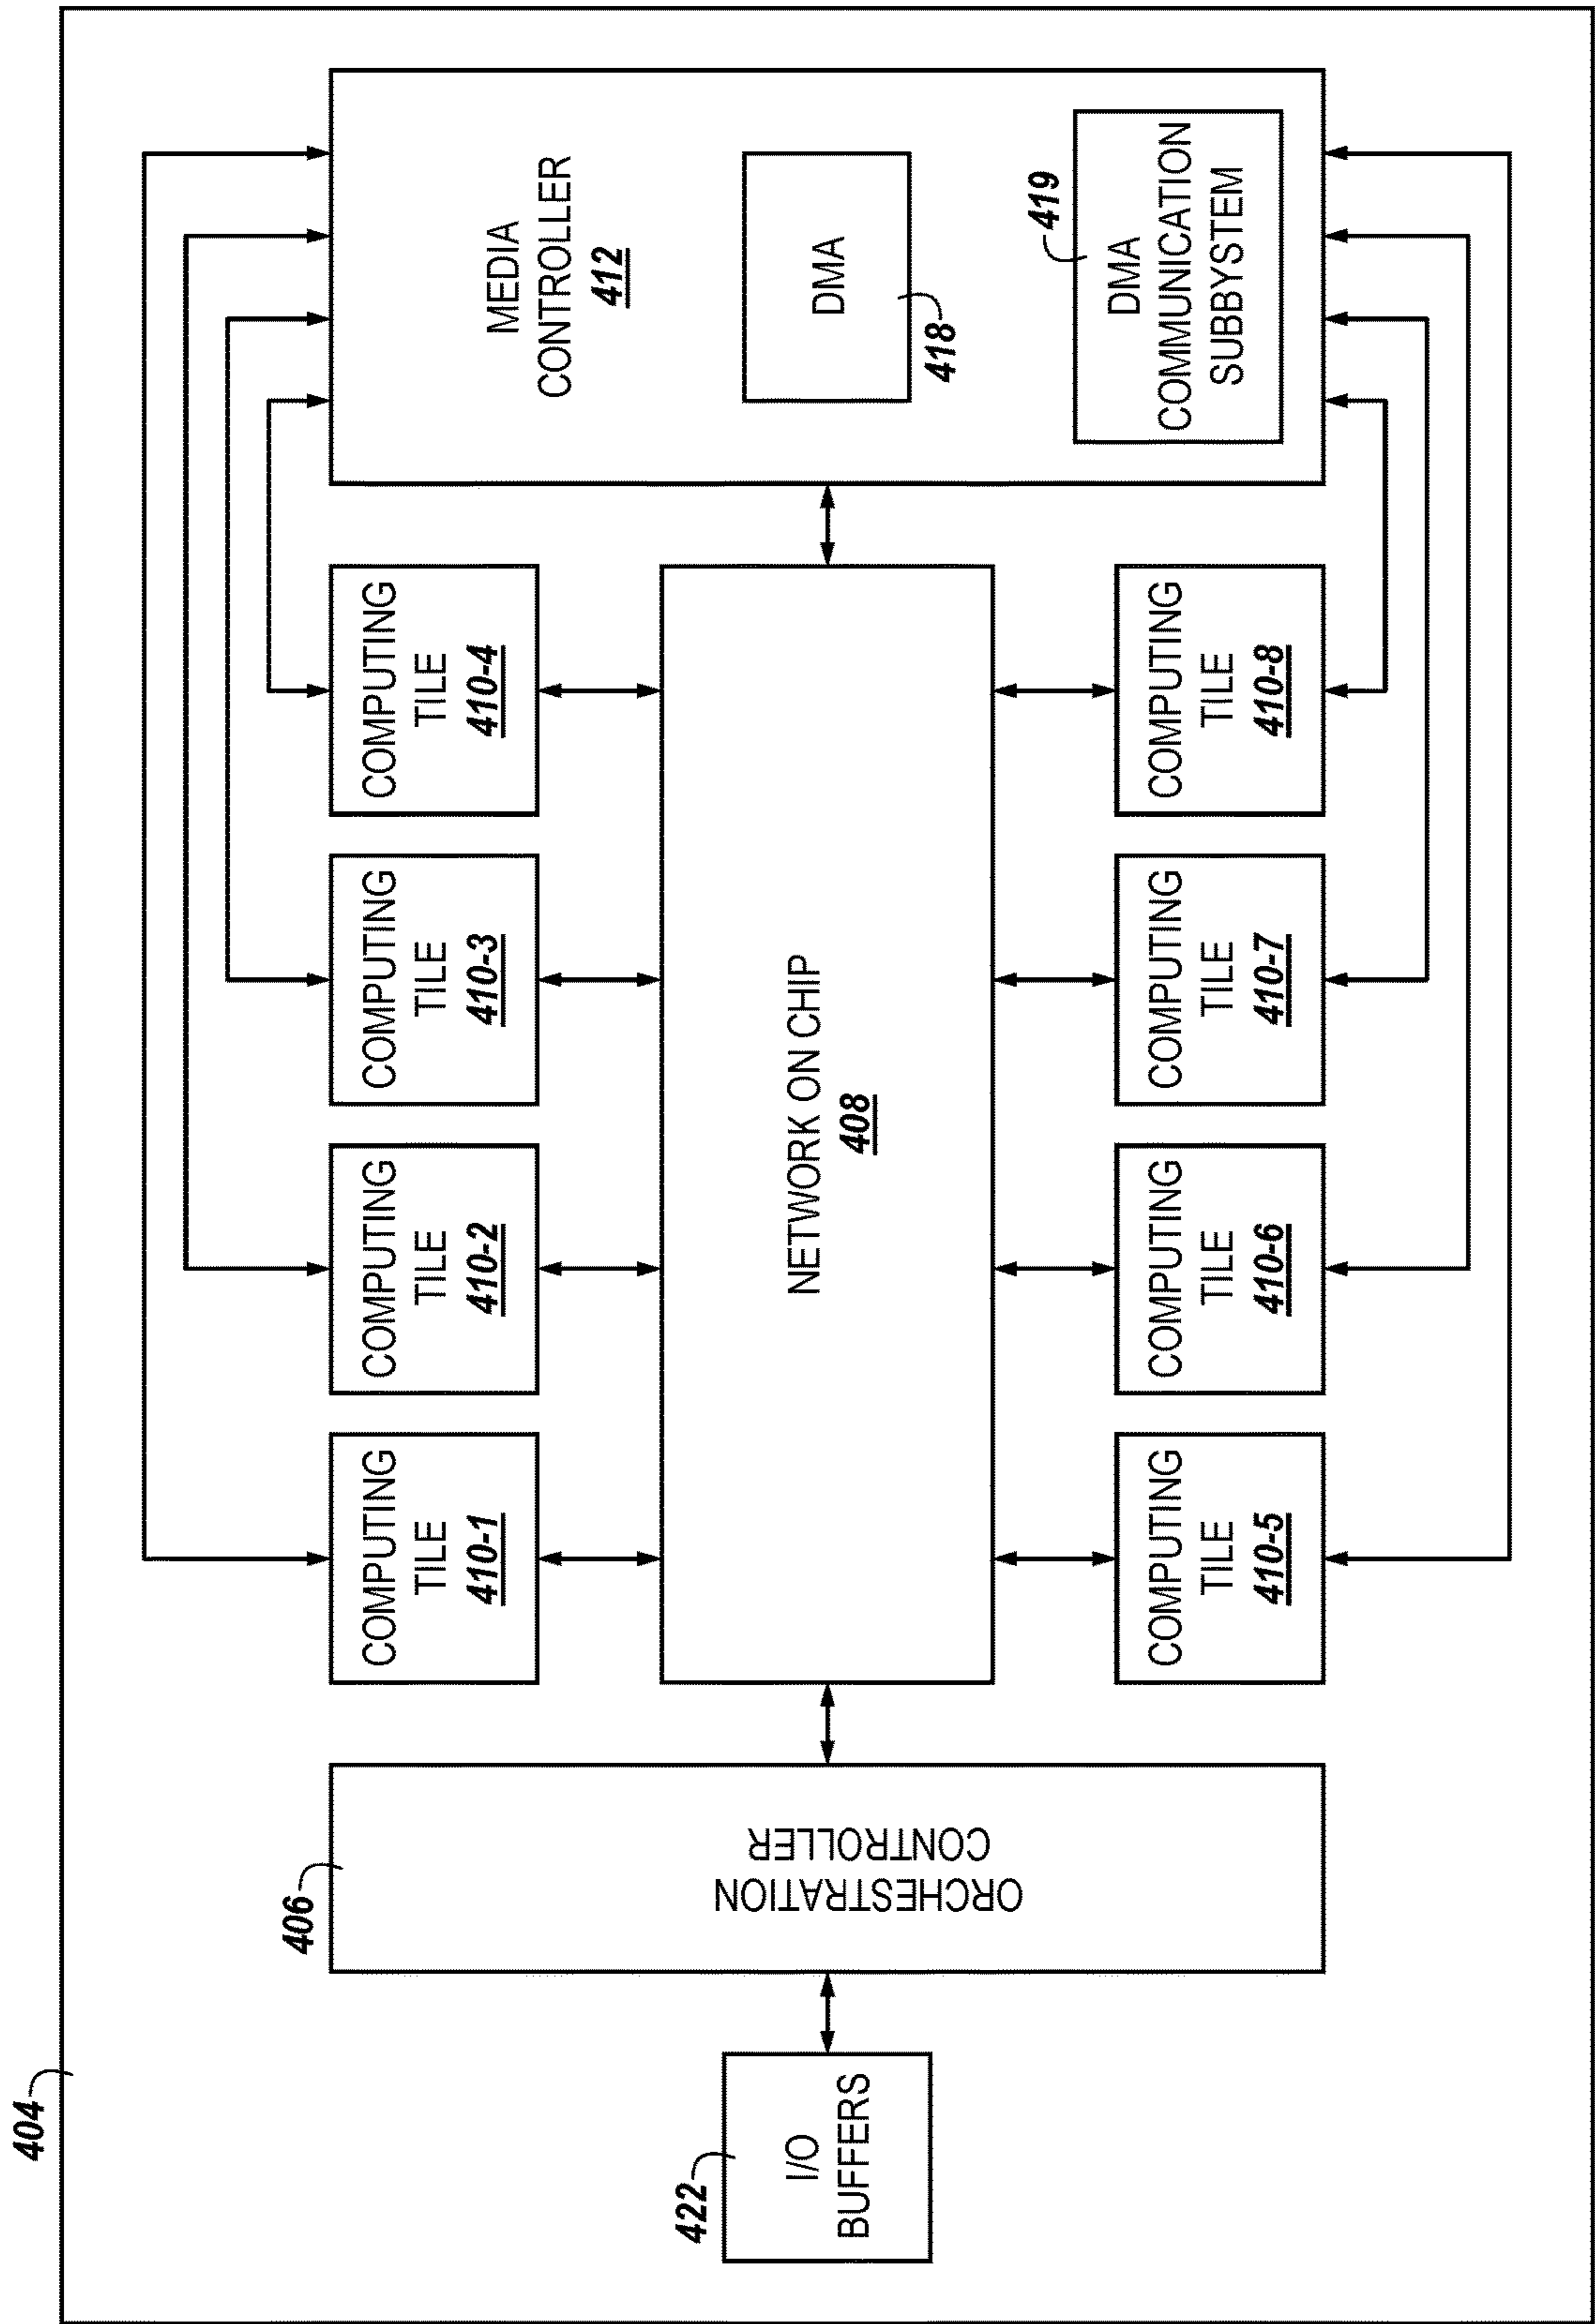 404
422
I/O
BUFFERS
406
ORCHESTRATION
CONTROLLER
COMPUTING
TILE
410-1
COMPUTING
TILE
410-2
COMPUTING
TILE
410-3
COMPUTING
TILE
410-4
NETWORK ON CHIP
408
COMPUTING
TILE
410-5
COMPUTING
TILE
410-6
COMPUTING
TILE
410-7
COMPUTING
TILE
410-8
MEDIA
CONTROLLER
412
DMA
418
419
DMA
COMMUNICATION
SUBBYSTEM